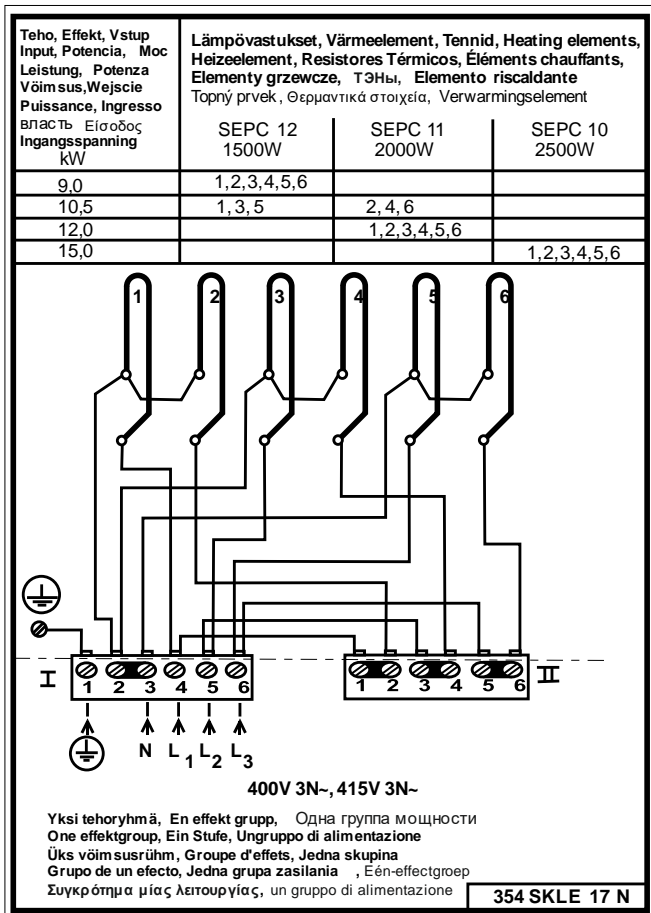 Teho, Effekt, Vstup
Input, Potencia, Moc
Leistung, Potenza
Vöimsus,Wejscie
Puissance, Ingresso
власть Είσοδος
Ingangsspanning
kW
Lämpövastukset, Värmeelement, Tennid, Heating elements,
Heizeelement, Resistores Térmicos, Éléments chauffants,
Elementy grzewcze, ТЭНы, Elemento riscaldante
Topný prvek, Θερμαντικά στοιχεία, Verwarmingselement
SEPC 12 SEPC 11 SEPC 10
1500W 2000W 2500W
9,0 1,2,3,4,5,6
10,5 1,3,5 2,4,6
12,0 1,2,3,4,5,6
15,0 1,2,3,4,5,6
1 2 3 4 5 6
I 1 2 3 4 5 6 1 2 3 4 5 6 II
N L1 L2 L3
400V 3N~, 415V 3N~
Yksi tehoryhmä, En effekt grupp, Одна группа мощности
One effektgroup, Ein Stufe, Ungruppo di alimentazione
Üks vöimsusrühm, Groupe d'effets, Jedna skupina
Grupo de un efecto, Jedna grupa zasilania , Eén-effectgroep
Συγκρότημα μίας λειτουργίας, un gruppo di alimentazione
354 SKLE 17 N